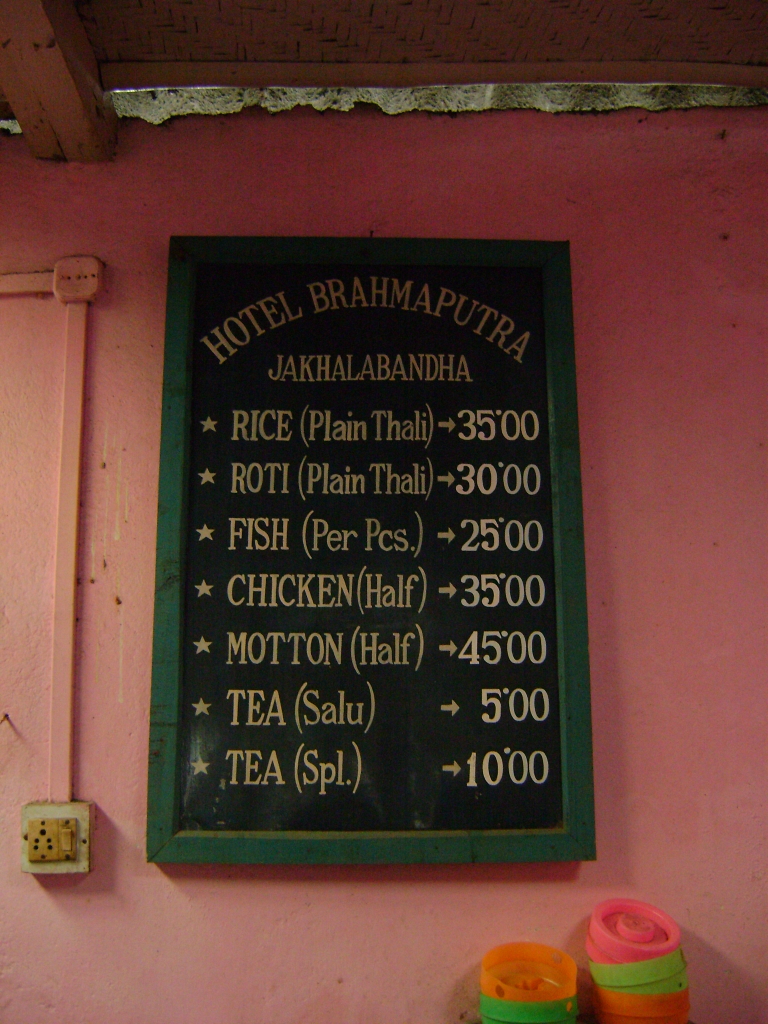 HOTEL BRAHMAPUTRA
JAKHALABANDHA
★ RICE (Plain Thali) → 35·00
★ ROTI (Plain Thali) → 30·00
★ FISH (Per Pcs.) → 25·00
★ CHICKEN (Half) → 35·00
★ MOTTON (Half) → 45·00
★ TEA (Salu) → 5·00
★ TEA (Spl.) → 10·00